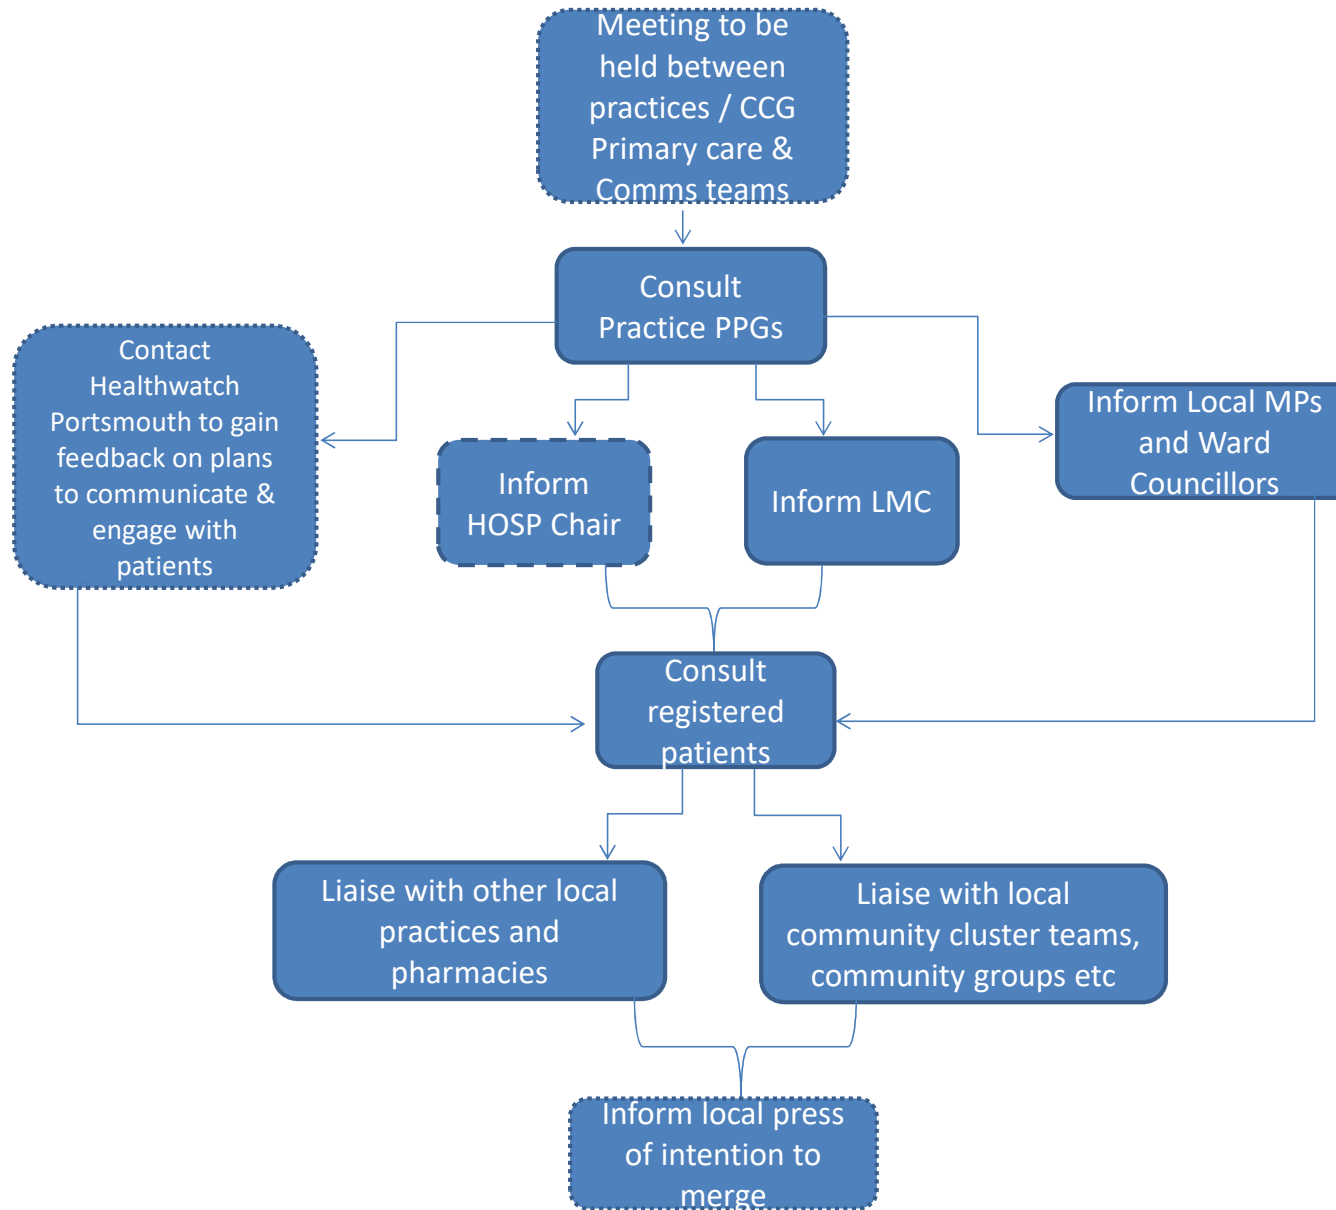 Meeting to be
held between
practices / CCG
Primary care &
Comms teams
Consult
Practice PPGs
Contact
Healthwatch
Portsmouth to gain
feedback on plans
to communicate &
engage with
patients
Inform
HOSP Chair
Inform LMC
Inform Local MPs
and Ward
Councillors
Consult
registered
patients
Liaise with other local
practices and
pharmacies
Liaise with local
community cluster teams,
community groups etc
Inform local press
of intention to
merge